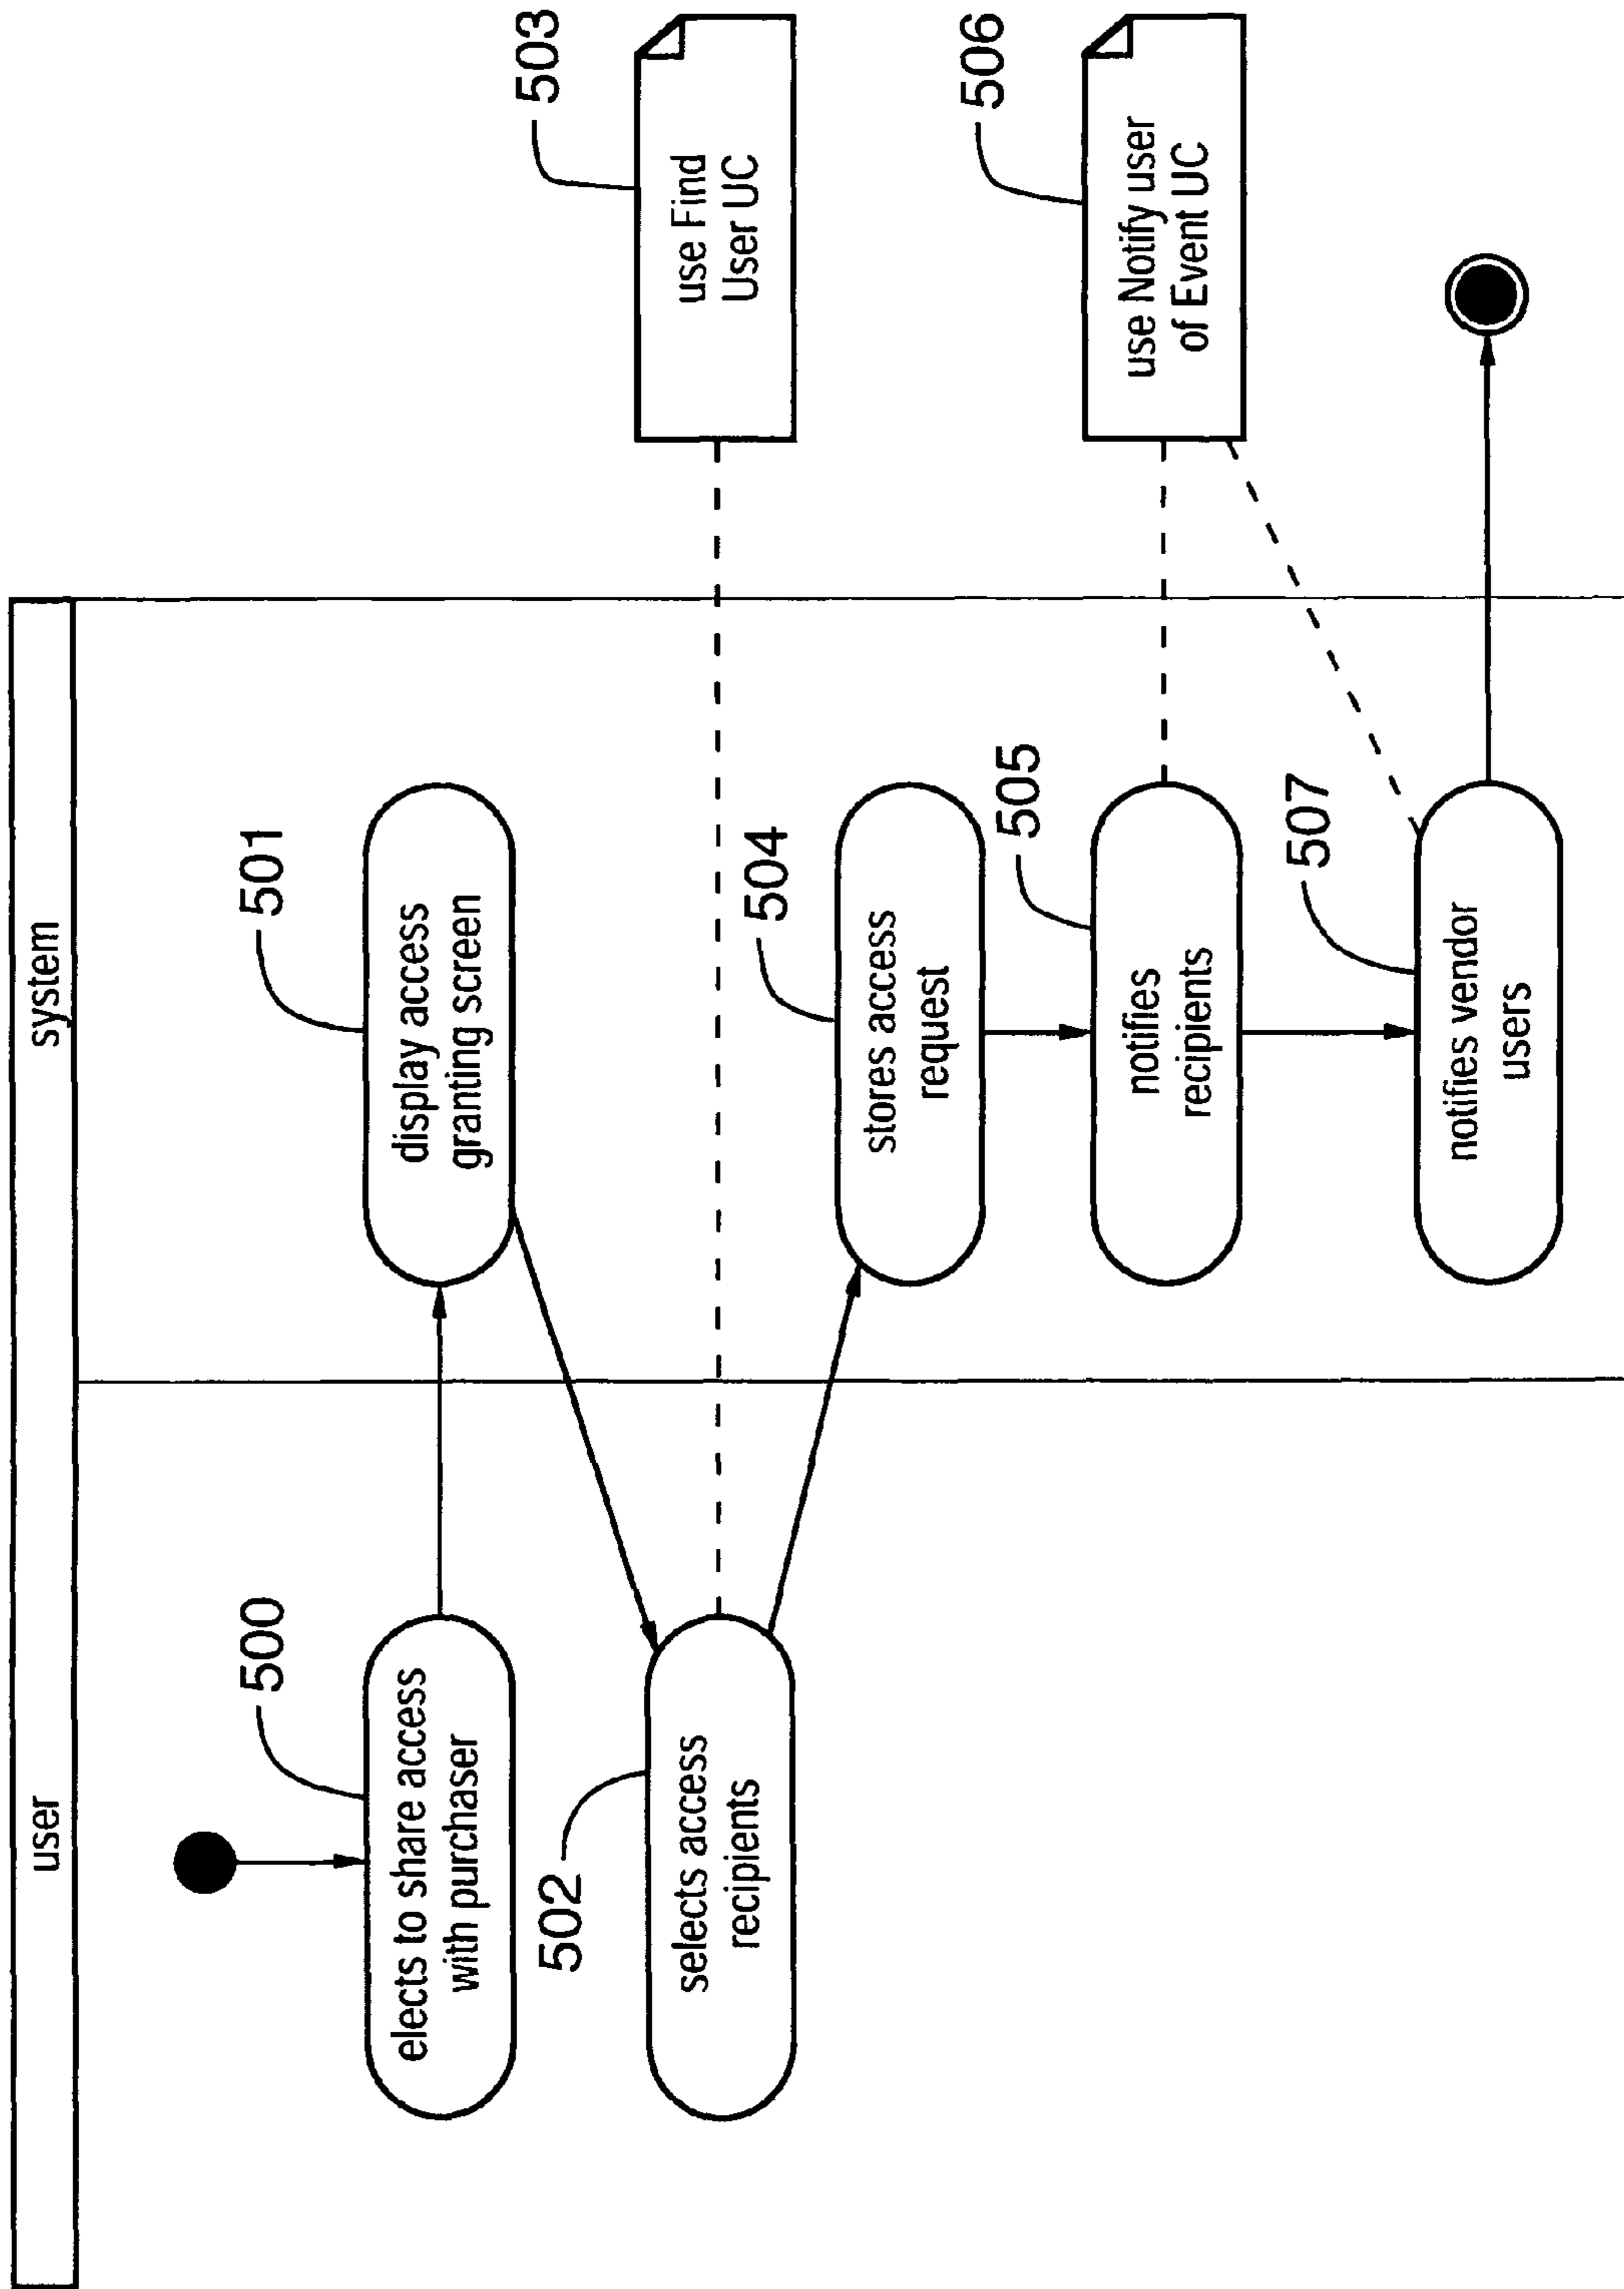 user
system
500
elects to share access
with purchaser
501
display access
granting screen
502
selects access
recipients
503
use Find
User UC
504
stores access
request
505
notifies
recipients
506
use Notify user
of Event UC
507
notifies vendor
users